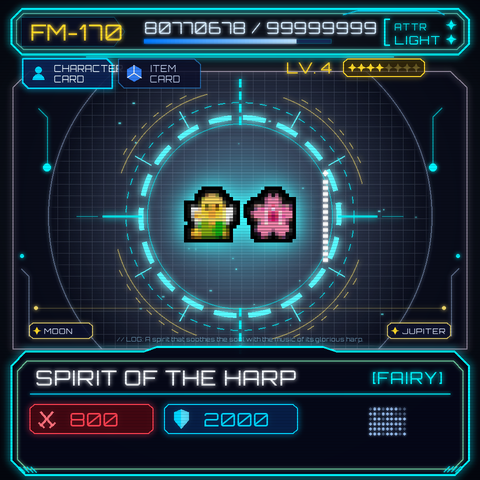 FM-170
80770678 / 99999999
ATTR
LIGHT
CHARACTER
CARD
ITEM
CARD
LV.4
MOON
JUPITER
// LOG: A spirit that soothes the soul with the music of its glorious harp
SPIRIT OF THE HARP
[FAIRY]
800
2000